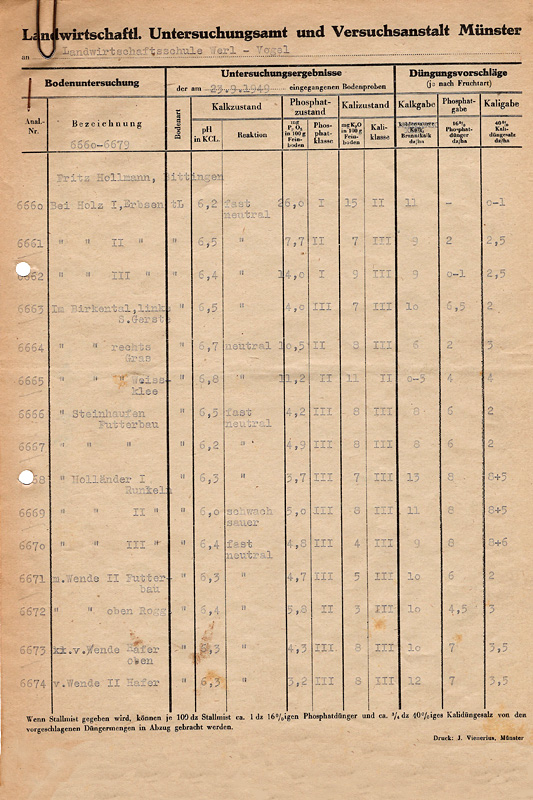 Landwirtschaftl. Untersuchungsamt und Versuchsanstalt Münster
an Landwirtschaftsschule Werl - Vogel
Bodenuntersuchung
Untersuchungsergebnisse
der am 23.9.1949 eingegangenen Bodenproben
Düngungsvorschläge
(je nach Fruchtart)
Anal.-Nr. Bezeichnung Bodenart
Kalkzustand Phosphatzustand Kalizustand Kalkgabe Phosphatgabe Kaligabe
pH in KCL. Reaktion mg P₂O₅ in 100 g Feinboden Phosphatklasse mg K₂O in 100 g Feinboden Kaliklasse Branntkalk dz/ha 16% Phosphatdünger dz/ha 40% Kalidüngesalz dz/ha
6660-6679
Fritz Hollmann, Hittingen
6660 Bei Holz I,Erbsen tL 6,2 fast 26,0 I 15 II 11 - 0-1
neutral
6661 " " II " " 6,5 " 7,7 II 7 III 9 2 2,5
6662 " " III " " 6,4 " 14,0 I 9 III 9 0-1 2,5
6663 Im Birkental,links " 6,5 " 4,0 III 7 III 10 6,5 2
S.Gerste
6664 " " rechts " 6,7 neutral 10,5 II 8 III 6 2 3
Gras
6665 " " " Weiss- " 6,8 " 11,2 II 11 II 0-3 4 4
klee
6666 " Steinhaufen " 6,5 fast 4,2 III 8 III 8 6 2
Futterbau neutral
6667 " " " 6,2 " 4,9 III 8 III 8 6 2
68 " Holländer I " 6,3 " 3,7 III 7 III 13 8 8+5
Runkeln
6669 " " II " " 6,0 schwach 5,0 III 8 III 11 8 8+5
sauer
6670 " " III " " 6,4 fast 4,8 III 4 III 9 8 8+6
neutral
6671 m.Wende II Futter- " 6,3 " 4,7 III 5 III 10 6 2
bau
6672 " " oben Rogg. " 6,4 " 5,8 II 3 III 10 4,5 3
6673 v.Wende Hafer " 6,3 " 4,3 III 8 III 10 7 3,5
oben
6674 v.Wende II Hafer " 6,3 " 3,2 III 8 III 12 7 3,5
Wenn Stallmist gegeben wird, können je 100 dz Stallmist ca. 1 dz 16%igen Phosphatdünger und ca. ¾ dz 40%iges Kalidüngesalz von den
vorgeschlagenen Düngermengen in Abzug gebracht werden.
Druck: J. Viegerius, Münster